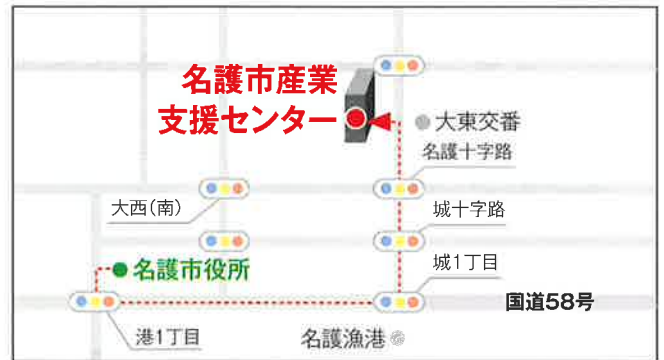 名護市産業
支援センター
大東交番
名護十字路
大西(南)
城十字路
名護市役所
城1丁目
国道58号
港1丁目
名護漁港